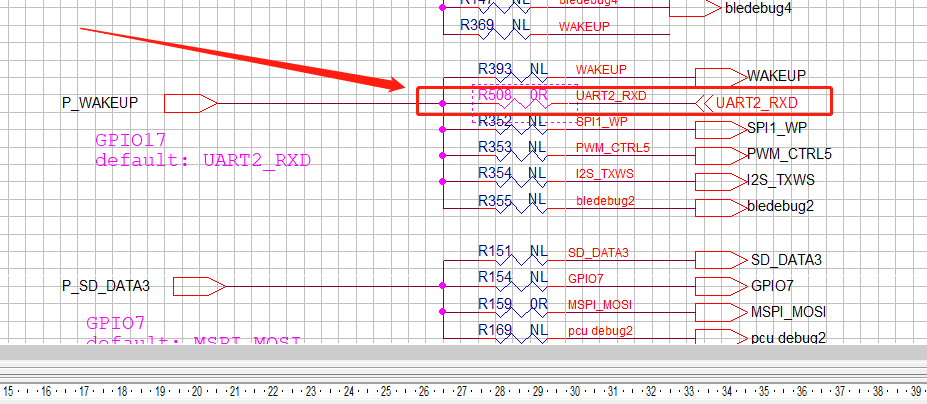 R147 NL bledebug4 bledebug4
R369 NL WAKEUP
R393 NL WAKEUP WAKEUP
P_WAKEUP R508 0R UART2_RXD UART2_RXD
R352 NL SPI1_WP SPI1_WP
GPIO17
default: UART2_RXD
R353 NL PWM_CTRL5 PWM_CTRL5
R354 NL I2S_TXWS I2S_TXWS
R355 NL bledebug2 bledebug2
R151 NL SD_DATA3 SD_DATA3
P_SD_DATA3 R154 NL GPIO7 GPIO7
R159 0R MSPI_MOSI MSPI_MOSI
GPIO7
default: MSPI_MOSI
R169 NL pcu debug2 pcu debug2
15 16 17 18 19 20 21 22 23 24 25 26 27 28 29 30 31 32 33 34 35 36 37 38 39